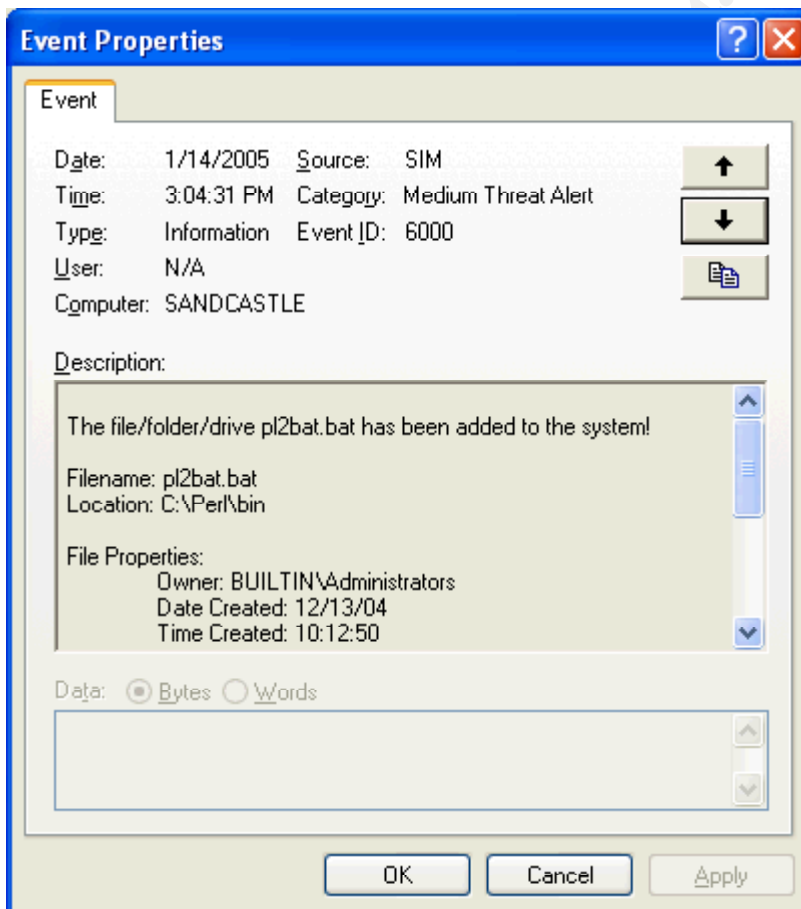 Event Properties
Event
Date: 1/14/2005 Source: SIM
Time: 3:04:31 PM Category: Medium Threat Alert
Type: Information Event ID: 6000
User: N/A
Computer: SANDCASTLE
Description:
The file/folder/drive pl2bat.bat has been added to the system!
Filename: pl2bat.bat
Location: C:\Perl\bin
File Properties:
Owner: BUILTIN\Administrators
Date Created: 12/13/04
Time Created: 10:12:50
Data: Bytes Words
OK Cancel Apply